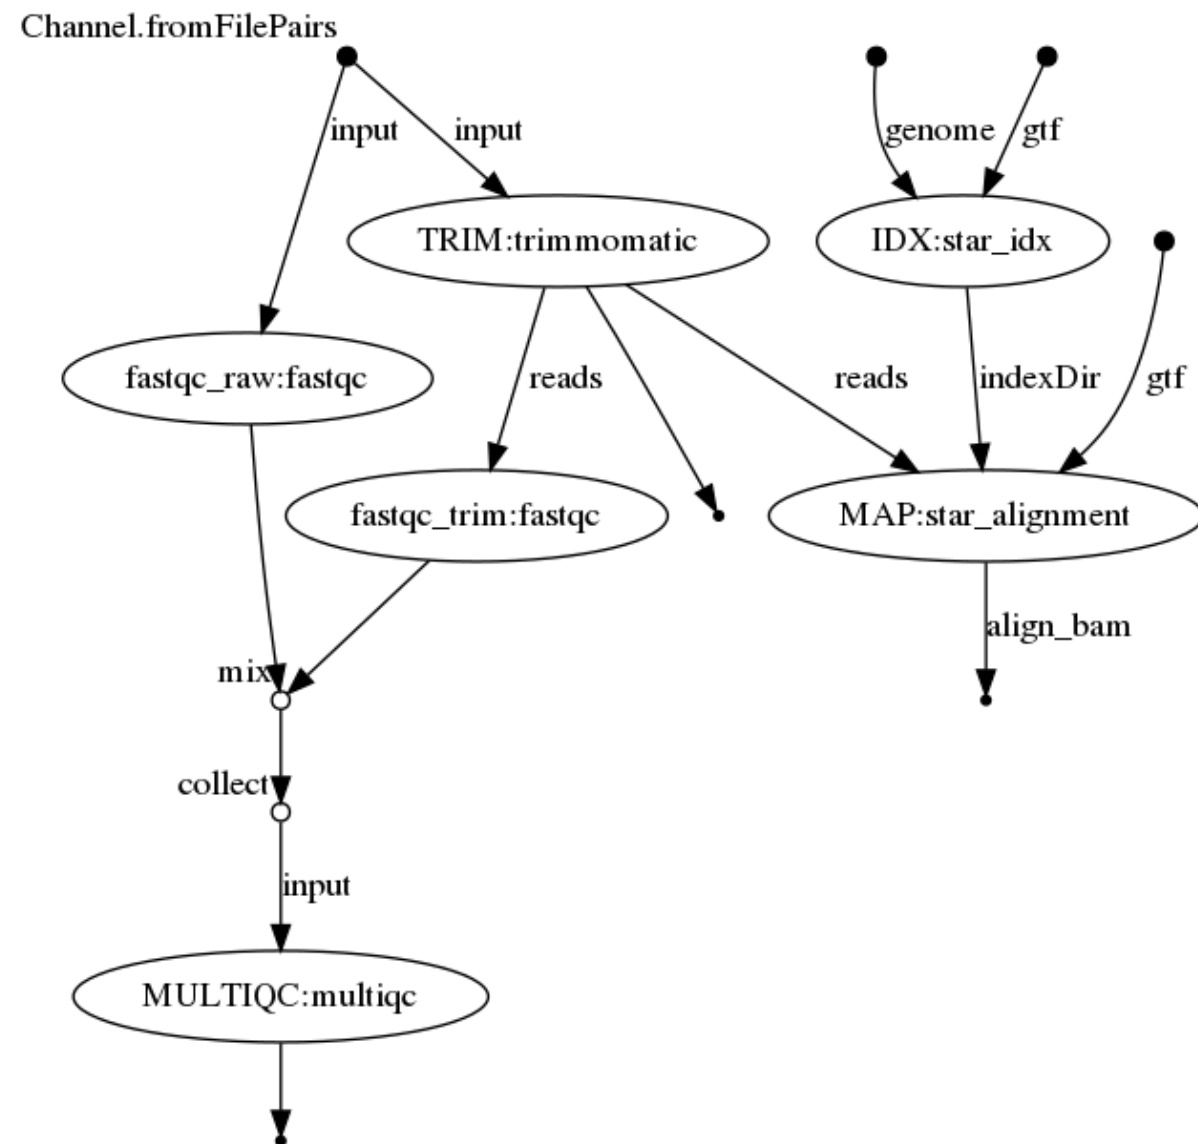 Channel.fromFilePairs
input
input
genome
gtf
TRIM:trimmomatic
IDX:star_idx
fastqc_raw:fastqc
reads
reads
indexDir
gtf
fastqc_trim:fastqc
MAP:star_alignment
align_bam
mix
collect
input
MULTIQC:multiqc